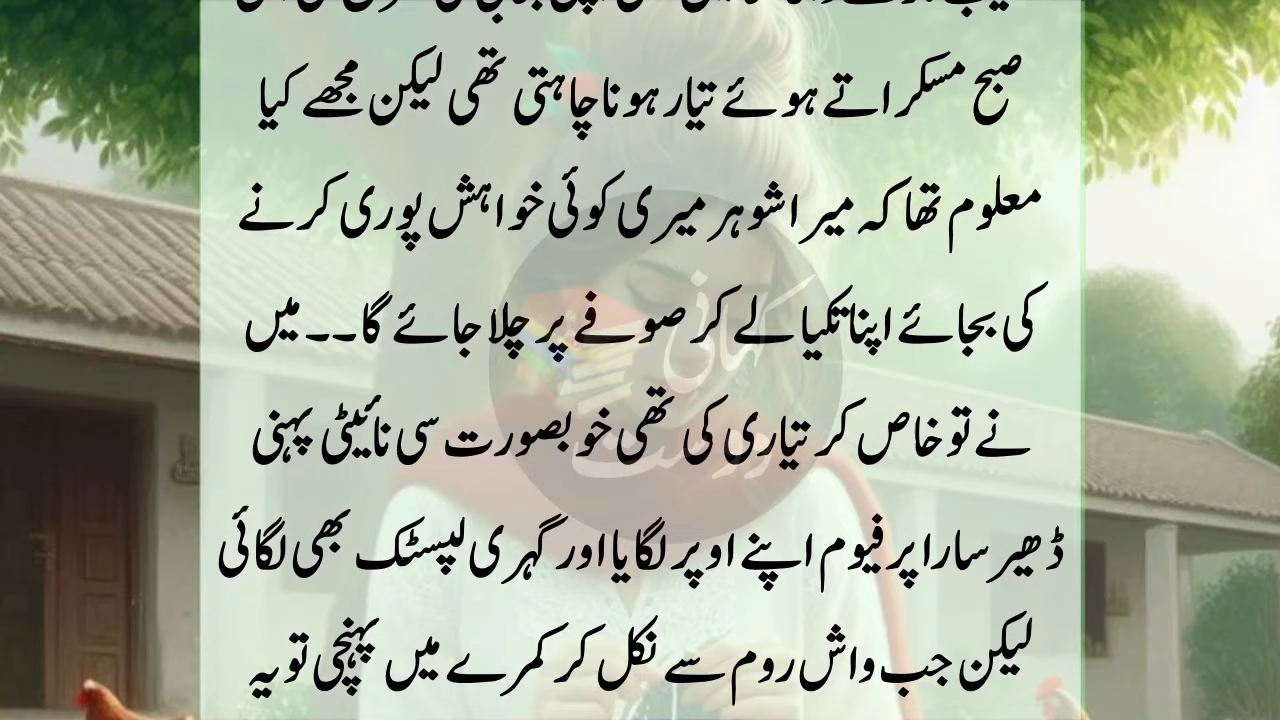 صبح مسکراتے ہوئے تیار ہونا چاہتی تھی لیکن مجھے کیا
معلوم تھا کہ میرا شوہر میری کوئی خواہش پوری کرنے
کی بجائے اپنا تکیا لے کر صوفے پر چلا جائے گا۔۔ میں
نے تو خاص کر تیاری کی تھی خوبصورت سی نائیٹی پہنی
ڈھیر سارا پرفیوم اپنے اوپر لگایا اور گہری لپسٹک بھی لگائی
لیکن جب واش روم سے نکل کر کمرے میں پہنچی تو یہ
کہانی